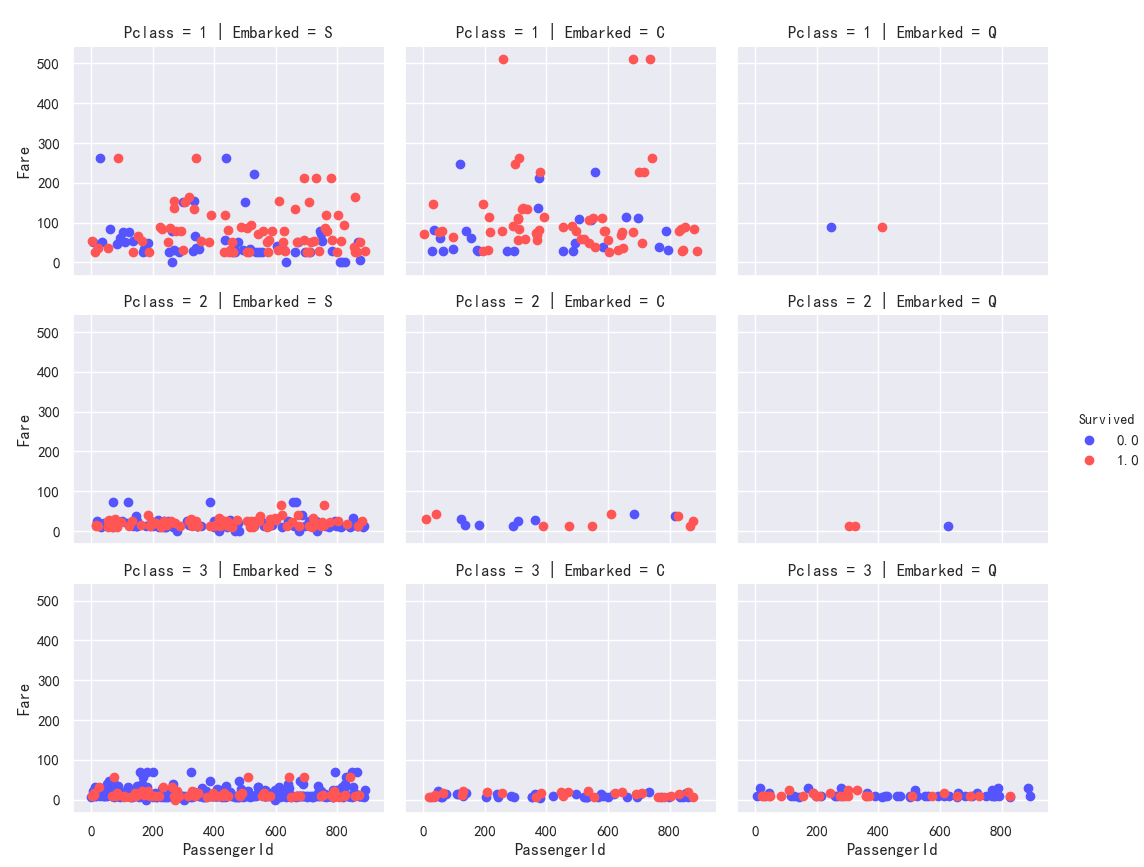 Pclass = 1 | Embarked = S
Pclass = 1 | Embarked = C
Pclass = 1 | Embarked = Q
500
400
300
200
100
0
Fare
Pclass = 2 | Embarked = S
Pclass = 2 | Embarked = C
Pclass = 2 | Embarked = Q
500
400
300
200
100
0
Fare
Survived
0.0
1.0
Pclass = 3 | Embarked = S
Pclass = 3 | Embarked = C
Pclass = 3 | Embarked = Q
500
400
300
200
100
0
Fare
0 200 400 600 800
0 200 400 600 800
0 200 400 600 800
PassengerId
PassengerId
PassengerId